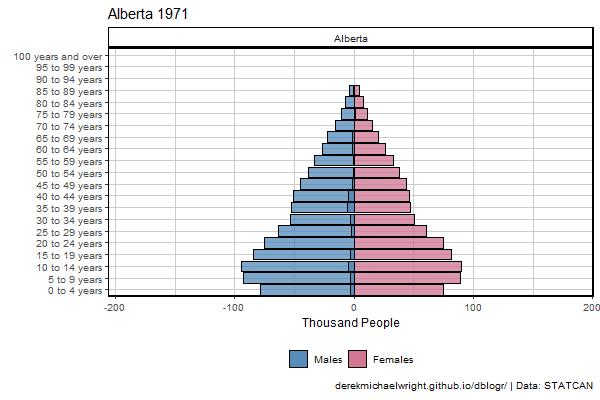 Alberta 1971
Alberta
100 years and over
95 to 99 years
90 to 94 years
85 to 89 years
80 to 84 years
75 to 79 years
70 to 74 years
65 to 69 years
60 to 64 years
55 to 59 years
50 to 54 years
45 to 49 years
40 to 44 years
35 to 39 years
30 to 34 years
25 to 29 years
20 to 24 years
15 to 19 years
10 to 14 years
5 to 9 years
0 to 4 years
-200 -100 0 100 200
Thousand People
Males Females
derekmichaelwright.github.io/dblogr/ | Data: STATCAN